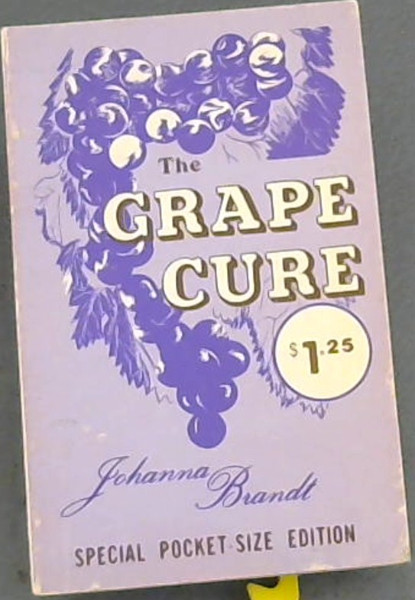 The
GRAPE
CURE
$1.25
Johanna Brandt
SPECIAL POCKET-SIZE EDITION